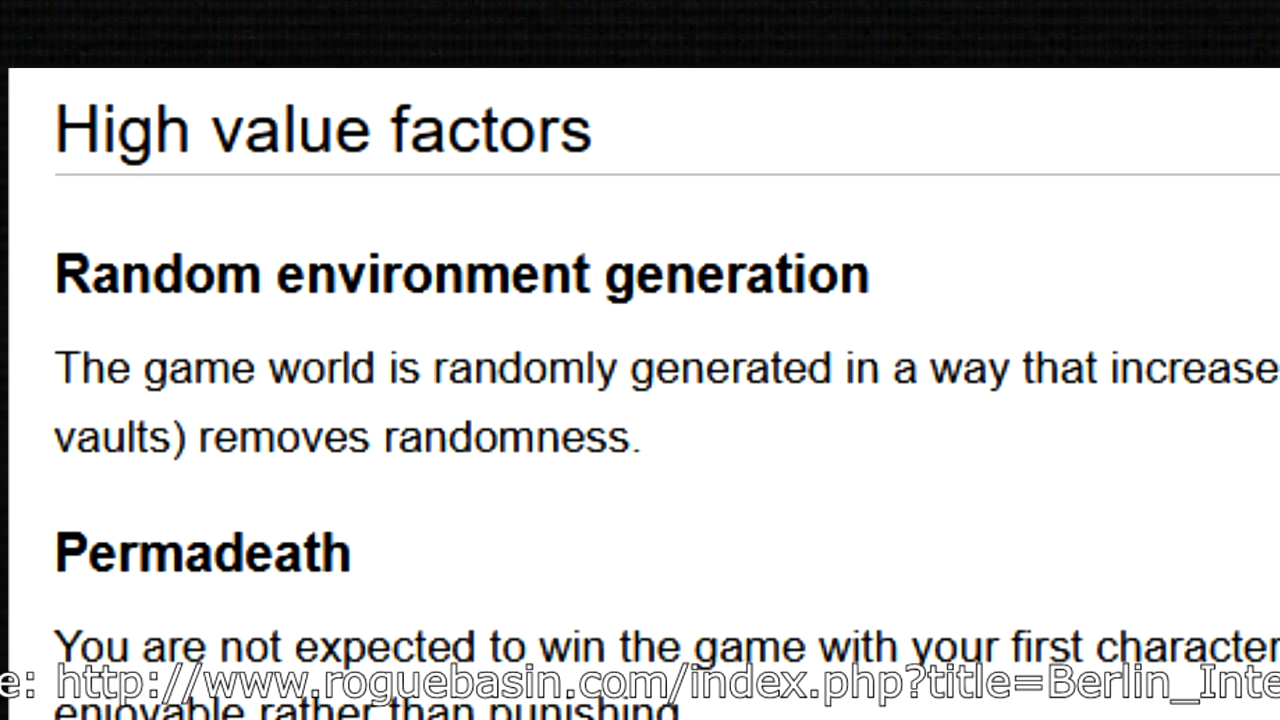 High value factors
Random environment generation
The game world is randomly generated in a way that increase
vaults) removes randomness.
Permadeath
You are not expected to win the game with your first character
e: http://www.roguebasin.com/index.php?title=Berlin_Inte
enjoyable rather than punishing